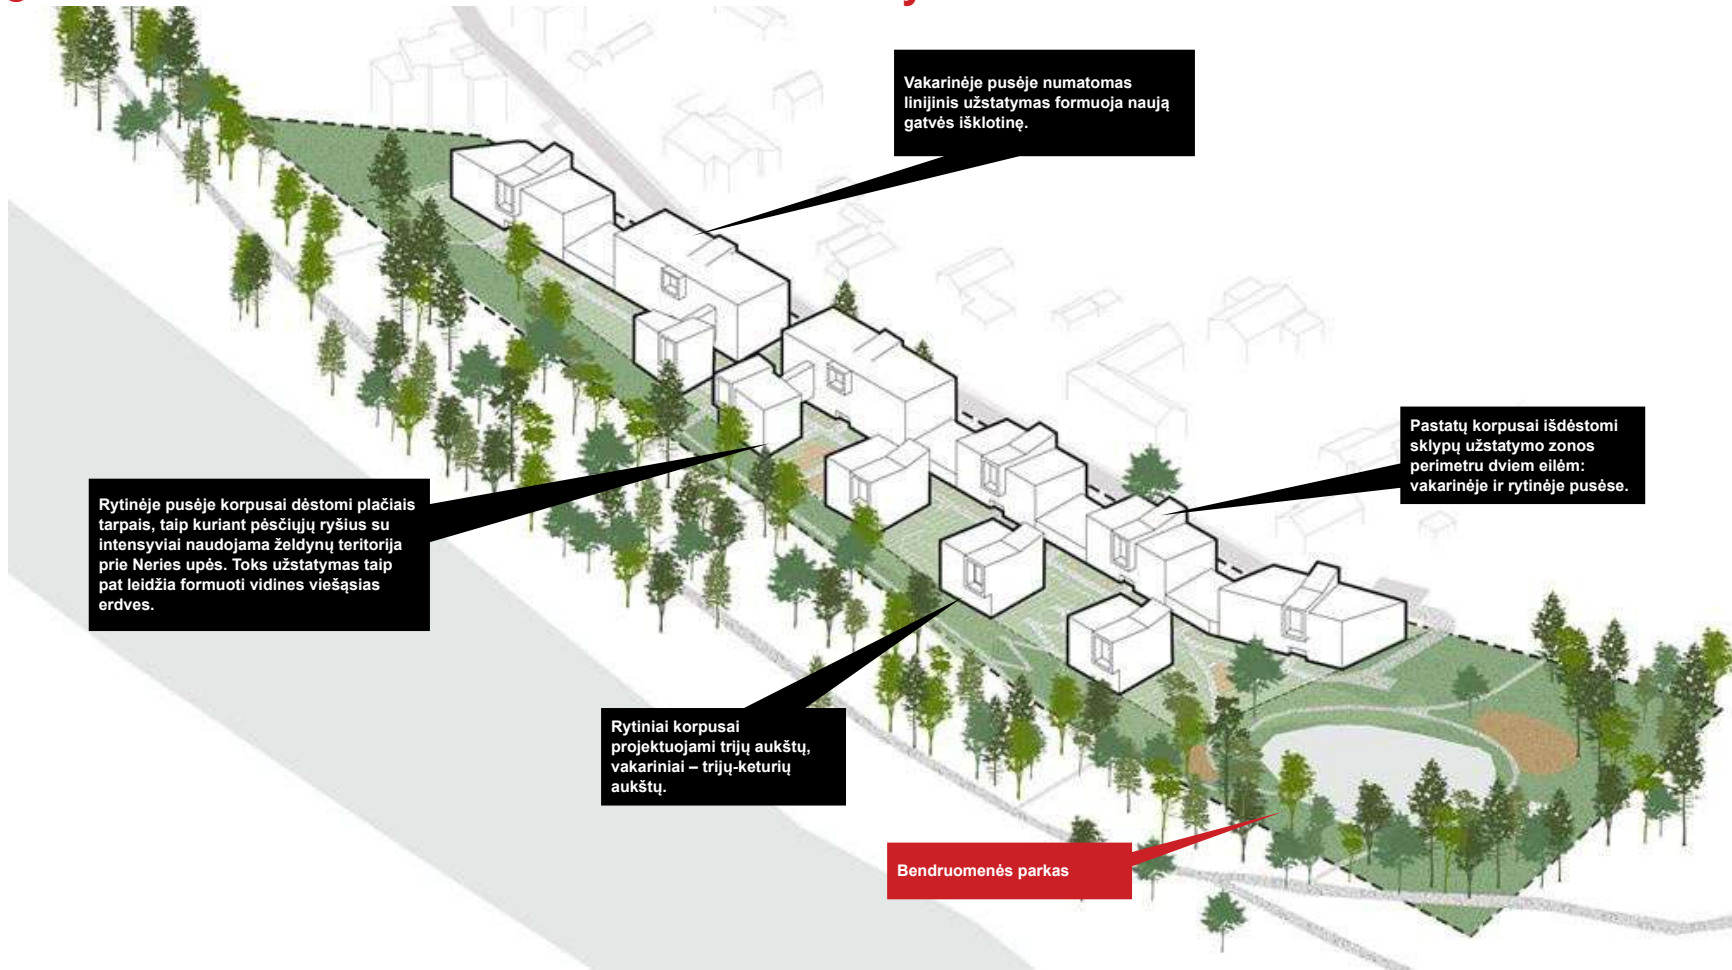 Vakarinėje pusėje numatomas
linijinis užstatymas formuoja naują
gatvės išklotinę.
Pastatų korpusai išdėstomi
sklypų užstatymo zonos
perimetru dviem eilėm:
vakarinėje ir rytinėje pusėse.
Rytinėje pusėje korpusai dėstomi plačiais
tarpais, taip kuriant pėsčiųjų ryšius su
intensyviai naudojama želdynų teritorija
prie Neries upės. Toks užstatymas taip
pat leidžia formuoti vidines viešąsias
erdves.
Rytiniai korpusai
projektuojami trijų aukštų,
vakariniai – trijų-keturių
aukštų.
Bendruomenės parkas